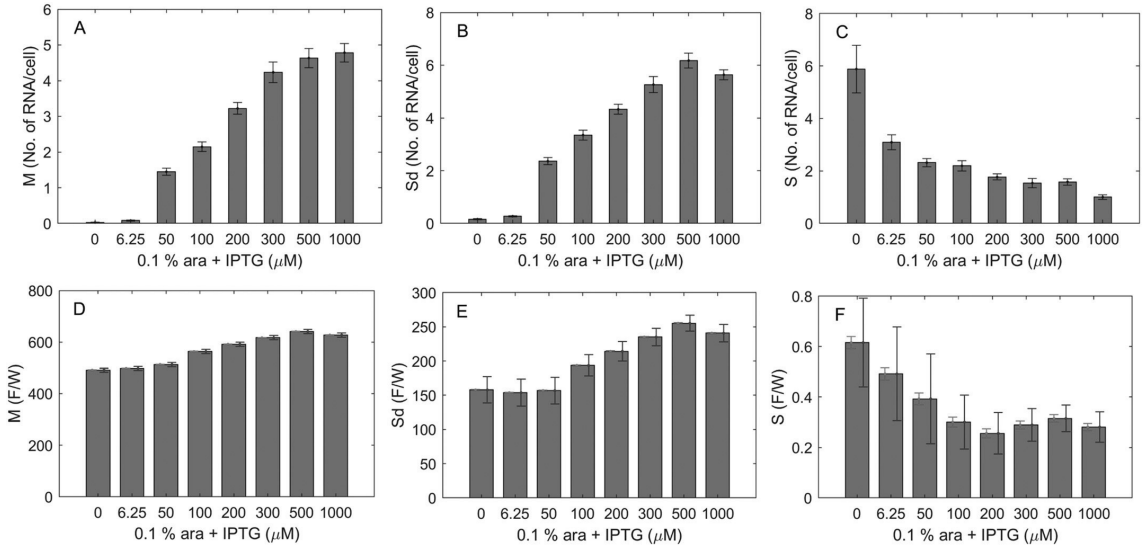 A
M (No. of RNA/cell)
6
5
4
3
2
1
0
0 6.25 50 100 200 300 500 1000
0.1 % ara + IPTG (μM)
B
Sd (No. of RNA/cell)
8
6
4
2
0
0 6.25 50 100 200 300 500 1000
0.1 % ara + IPTG (μM)
C
S (No. of RNA/cell)
8
6
4
2
0
0 6.25 50 100 200 300 500 1000
0.1 % ara + IPTG (μM)
D
M (F/W)
800
600
400
200
0
0 6.25 50 100 200 300 500 1000
0.1 % ara + IPTG (μM)
E
Sd (F/W)
300
250
200
150
100
50
0
0 6.25 50 100 200 300 500 1000
0.1 % ara + IPTG (μM)
F
S (F/W)
0.8
0.6
0.4
0.2
0
0 6.25 50 100 200 300 500 1000
0.1 % ara + IPTG (μM)